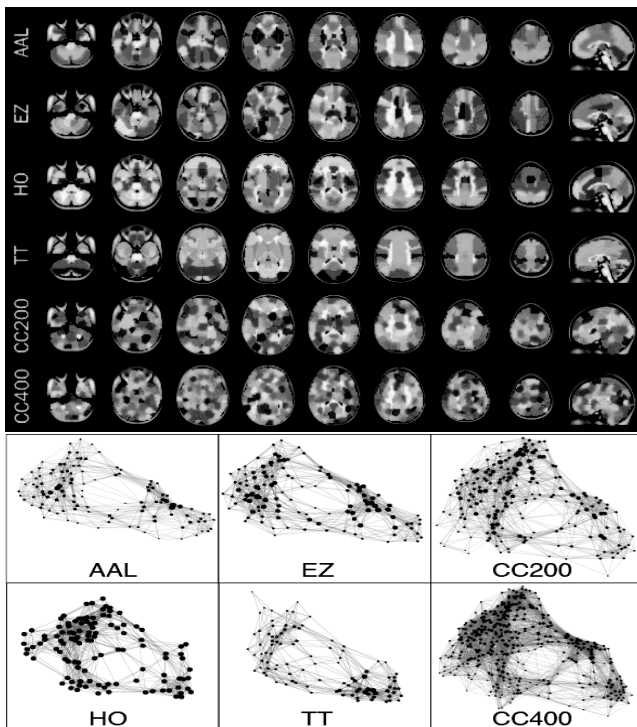 AAL
EZ
HO
TT
CC200
CC400
AAL EZ CC200
HO TT CC400